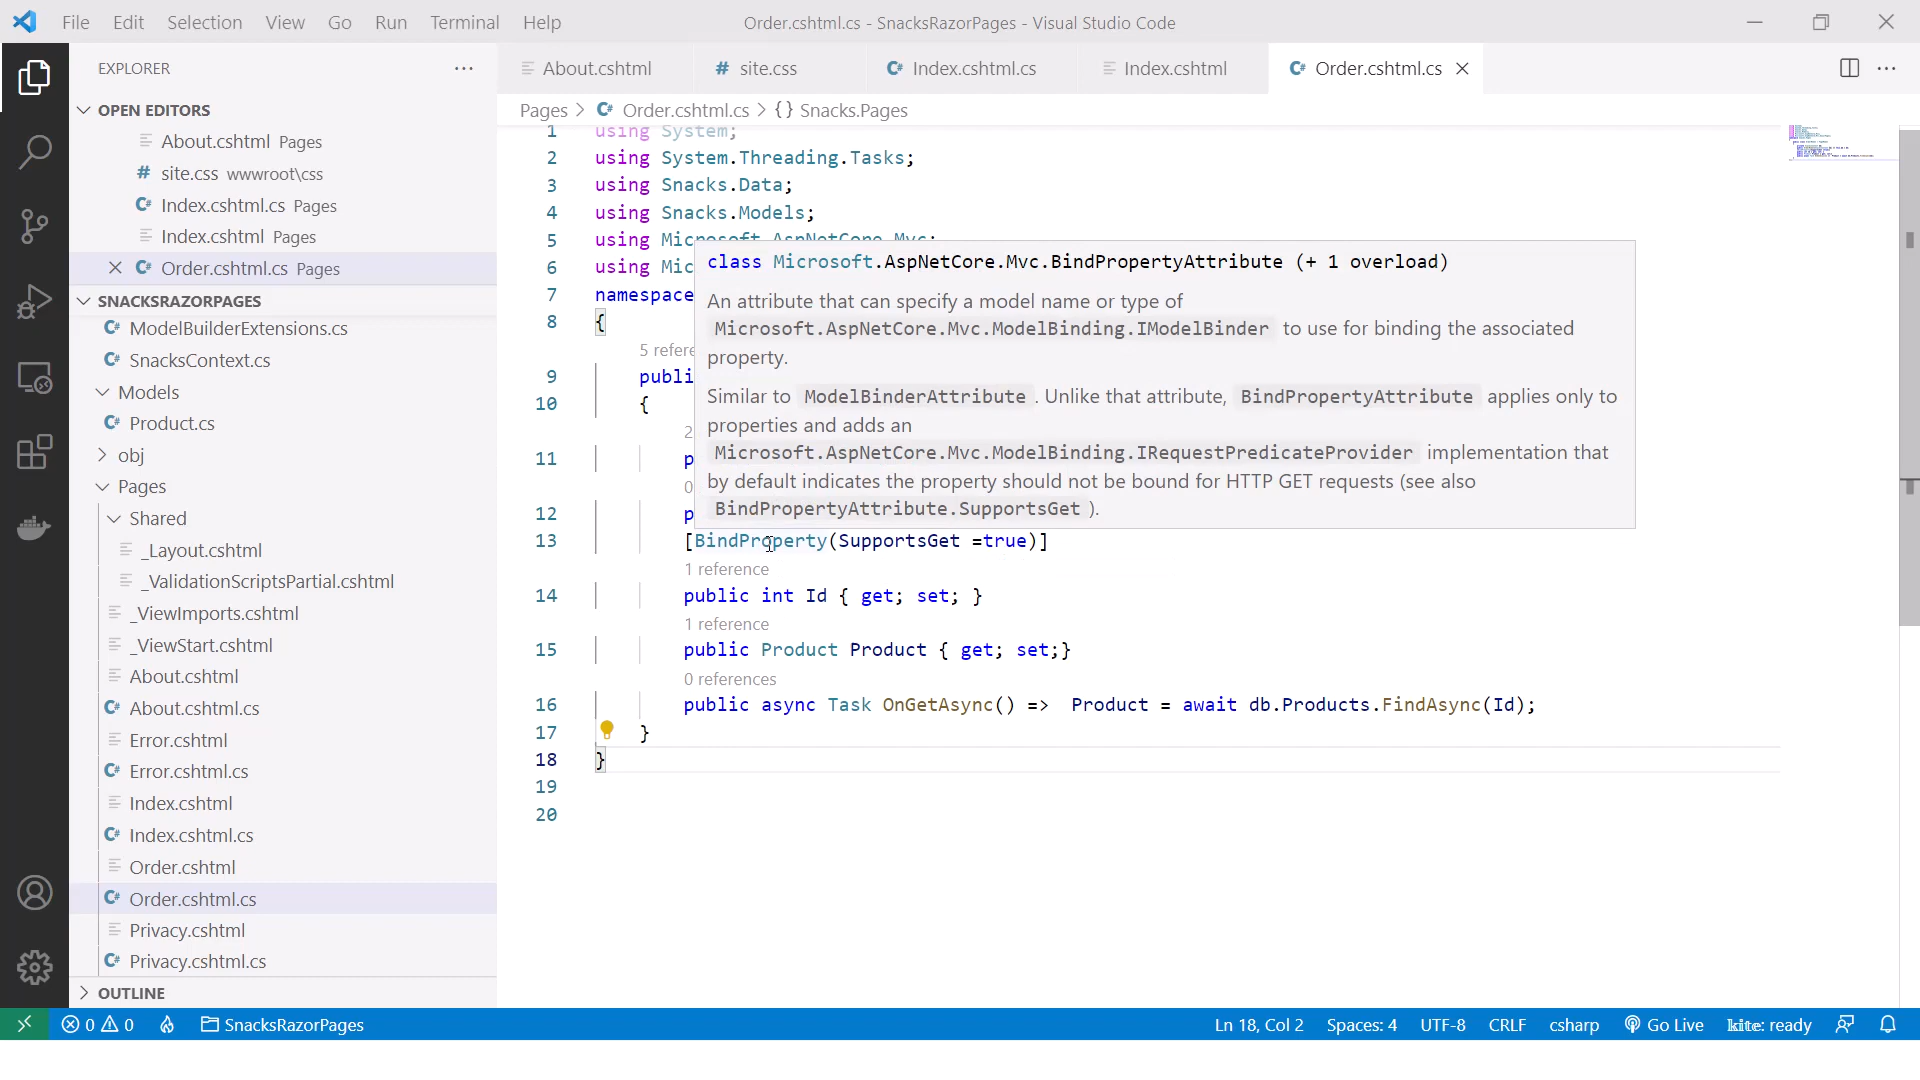 File Edit Selection View Go Run Terminal Help
Order.cshtml.cs - SnacksRazorPages - Visual Studio Code
EXPLORER
OPEN EDITORS
About.cshtml Pages
# site.css wwwroot\css
C# Index.cshtml.cs Pages
Index.cshtml Pages
C# Order.cshtml.cs Pages
SNACKSRAZORPAGES
C# ModelBuilderExtensions.cs
C# SnacksContext.cs
Models
C# Product.cs
obj
Pages
Shared
_Layout.cshtml
_ValidationScriptsPartial.cshtml
_ViewImports.cshtml
_ViewStart.cshtml
About.cshtml
C# About.cshtml.cs
Error.cshtml
C# Error.cshtml.cs
Index.cshtml
C# Index.cshtml.cs
Order.cshtml
C# Order.cshtml.cs
Privacy.cshtml
C# Privacy.cshtml.cs
OUTLINE
About.cshtml # site.css C# Index.cshtml.cs Index.cshtml C# Order.cshtml.cs
Pages > C# Order.cshtml.cs > {} Snacks.Pages
1 using System;
2 using System.Threading.Tasks;
3 using Snacks.Data;
4 using Snacks.Models;
5 using Microsoft.AspNetCore.Mvc;
6 using Mic
7 namespace
8 {
5 refere
9 publi
10 {
2
11 p
0
12 p
class Microsoft.AspNetCore.Mvc.BindPropertyAttribute (+ 1 overload)
An attribute that can specify a model name or type of
Microsoft.AspNetCore.Mvc.ModelBinding.IModelBinder to use for binding the associated
property.
Similar to ModelBinderAttribute . Unlike that attribute, BindPropertyAttribute applies only to
properties and adds an
Microsoft.AspNetCore.Mvc.ModelBinding.IRequestPredicateProvider implementation that
by default indicates the property should not be bound for HTTP GET requests (see also
BindPropertyAttribute.SupportsGet ).
13 [BindProperty(SupportsGet =true)]
1 reference
14 public int Id { get; set; }
1 reference
15 public Product Product { get; set;}
0 references
16 public async Task OnGetAsync() => Product = await db.Products.FindAsync(Id);
17 }
18 }
19
20
0 0 SnacksRazorPages Ln 18, Col 2 Spaces: 4 UTF-8 CRLF csharp Go Live kite: ready